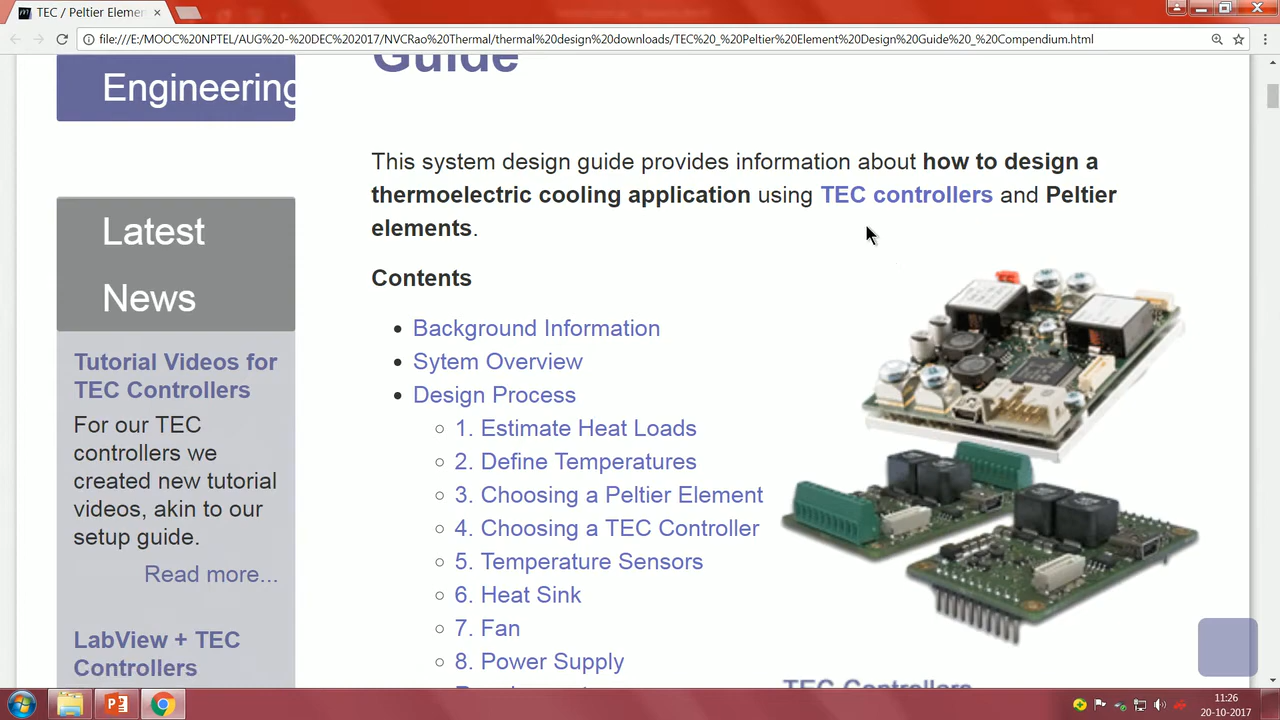 TEC / Peltier Elemen
file:///E:/MOOC%20NPTEL/AUG%20-%20DEC%202017/NVCRao%20Thermal/thermal%20design%20downloads/TEC%20_%20Peltier%20Element%20Design%20Guide%20_%20Compendium.html
Guide
Engineering
This system design guide provides information about how to design a
thermoelectric cooling application using TEC controllers and Peltier
elements.
Latest
News
Tutorial Videos for
TEC Controllers
For our TEC
controllers we
created new tutorial
videos, akin to our
setup guide.
Read more...
LabView + TEC
Controllers
Contents
Background Information
Sytem Overview
Design Process
1. Estimate Heat Loads
2. Define Temperatures
3. Choosing a Peltier Element
4. Choosing a TEC Controller
5. Temperature Sensors
6. Heat Sink
7. Fan
8. Power Supply
TEC Controllers
11:26
20-10-2017